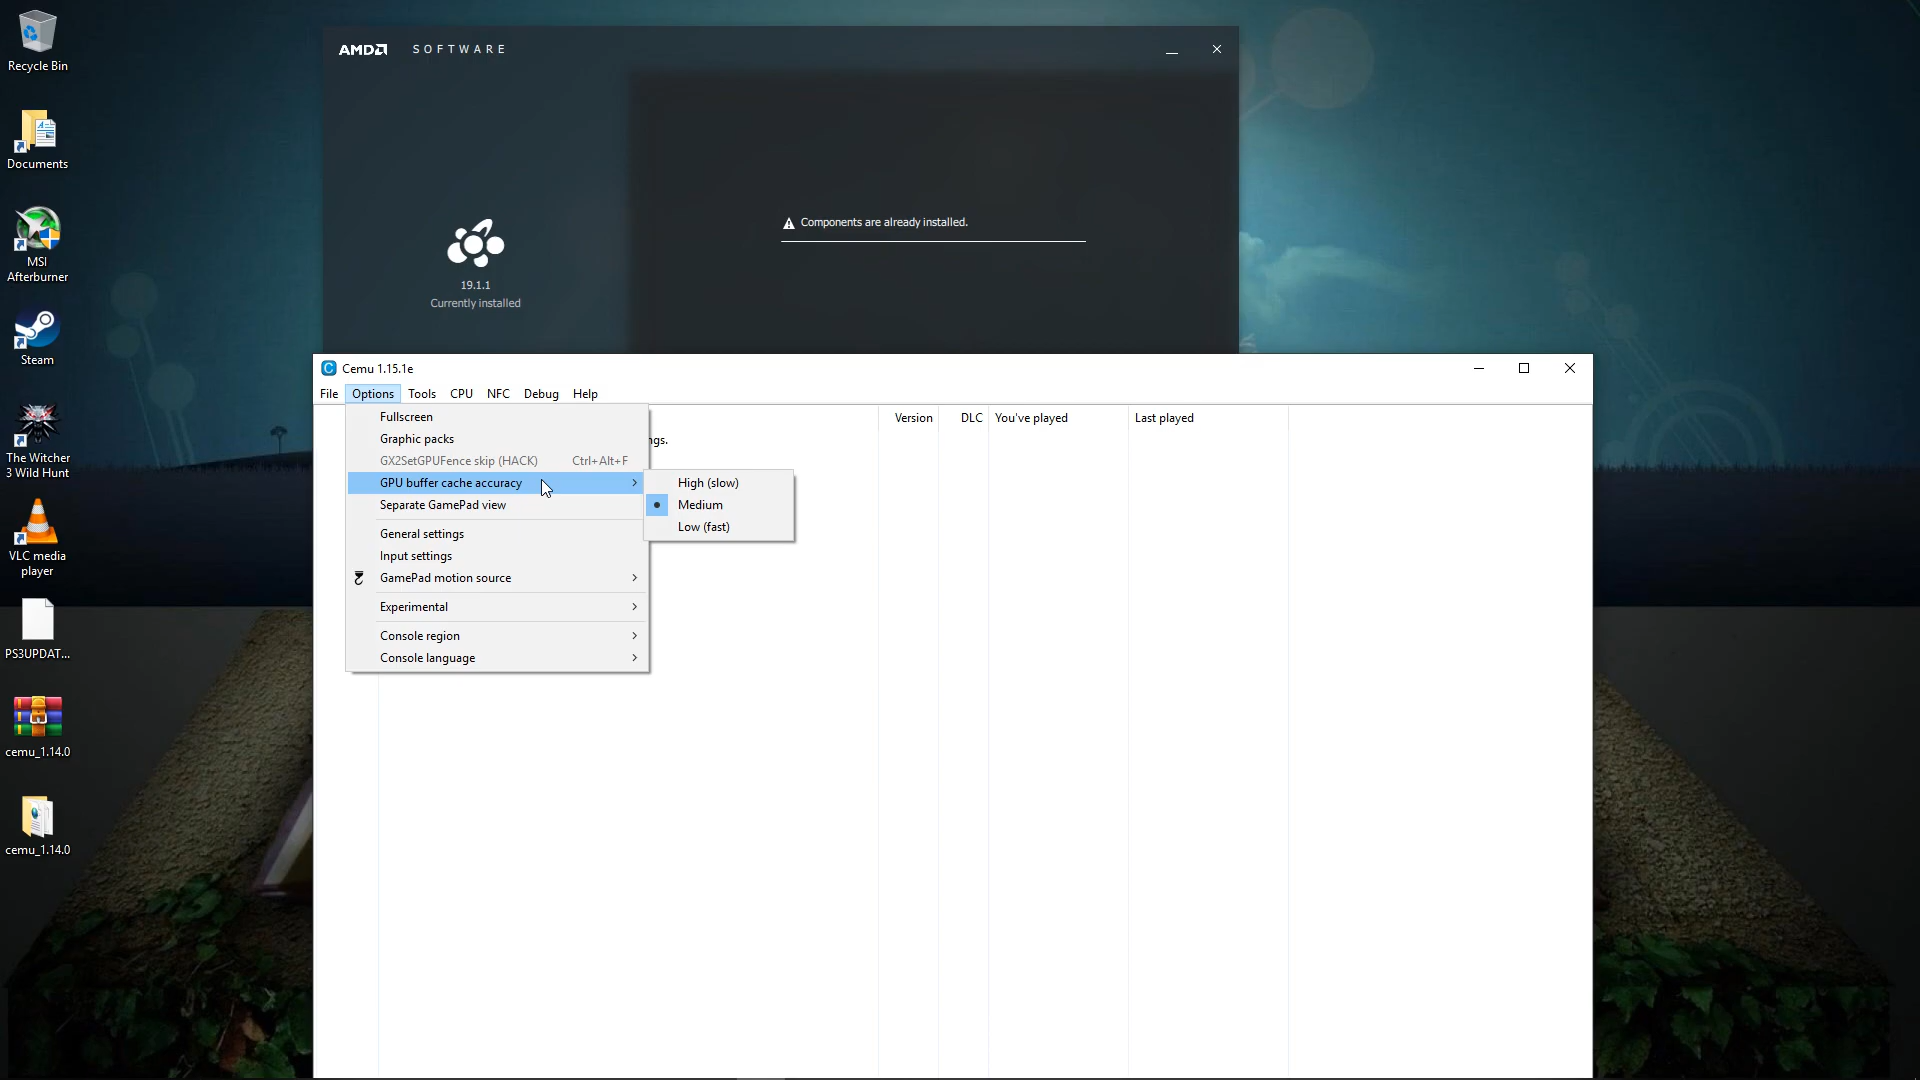 Recycle Bin
Documents
MSI
Afterburner
Steam
The Witcher
3 Wild Hunt
VLC media
player
PS3UPDAT...
cemu_1.14.0
cemu_1.14.0
AMD SOFTWARE
Components are already installed.
19.1.1
Currently installed
Cemu 1.15.1e
File Options Tools CPU NFC Debug Help
Version DLC You've played Last played
ngs.
Fullscreen
Graphic packs
GX2SetGPUFence skip (HACK) Ctrl+Alt+F
GPU buffer cache accuracy
Separate GamePad view
General settings
Input settings
GamePad motion source
Experimental
Console region
Console language
High (slow)
Medium
Low (fast)